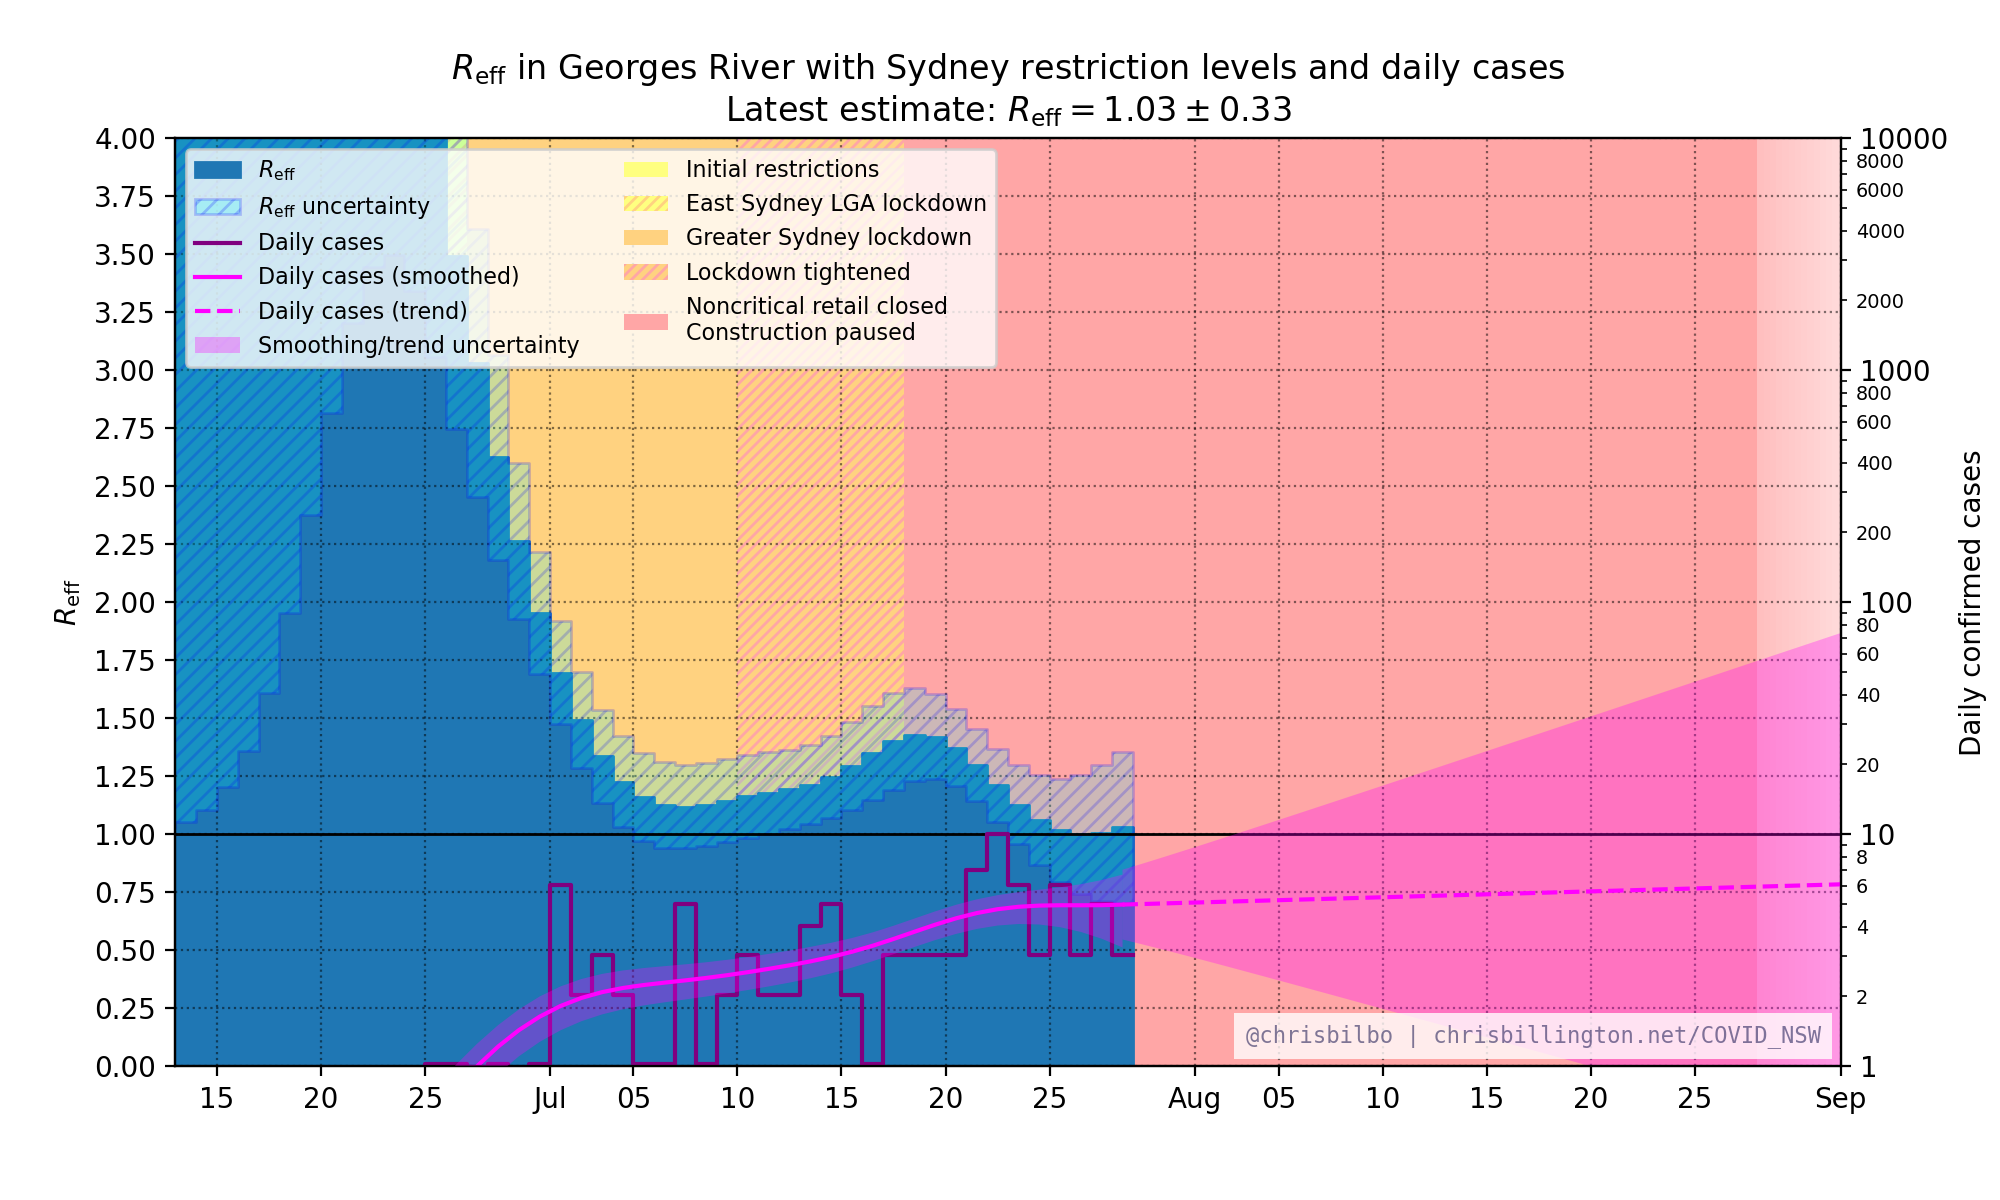 R_eff in Georges River with Sydney restriction levels and daily cases
Latest estimate: R_eff = 1.03 ± 0.33
R_eff
R_eff uncertainty
Daily cases
Daily cases (smoothed)
Daily cases (trend)
Smoothing/trend uncertainty
Initial restrictions
East Sydney LGA lockdown
Greater Sydney lockdown
Lockdown tightened
Noncritical retail closed
Construction paused
R_eff
4.00
3.75
3.50
3.25
3.00
2.75
2.50
2.25
2.00
1.75
1.50
1.25
1.00
0.75
0.50
0.25
0.00
10000
8000
6000
4000
2000
1000
800
600
400
200
100
80
60
40
20
10
8
6
4
2
1
Daily confirmed cases
@chrisbilbo | chrisbillington.net/COVID_NSW
15 20 25 Jul 05 10 15 20 25 Aug 05 10 15 20 25 Sep